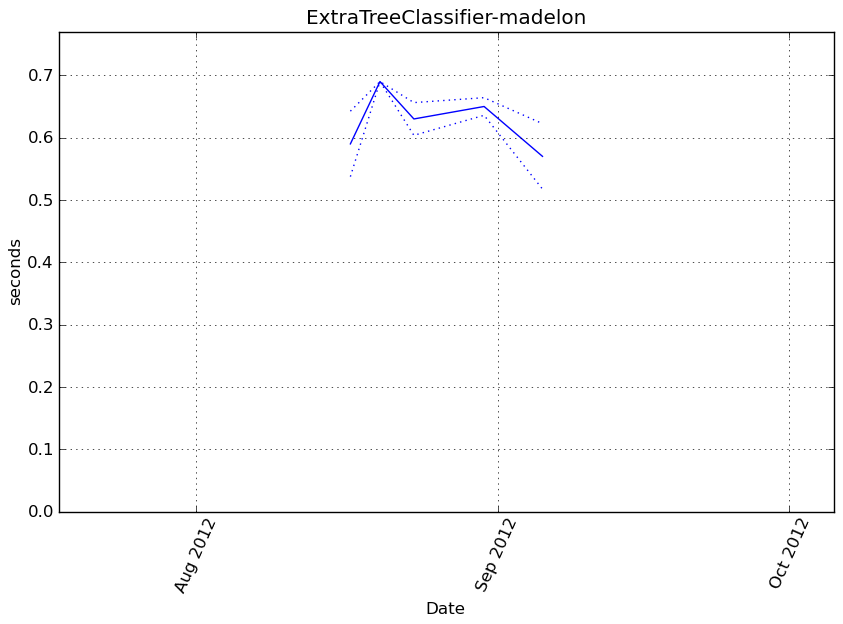 ExtraTreeClassifier-madelon
0.7
0.6
0.5
0.4
0.3
0.2
0.1
0.0
seconds
Aug 2012
Sep 2012
Oct 2012
Date